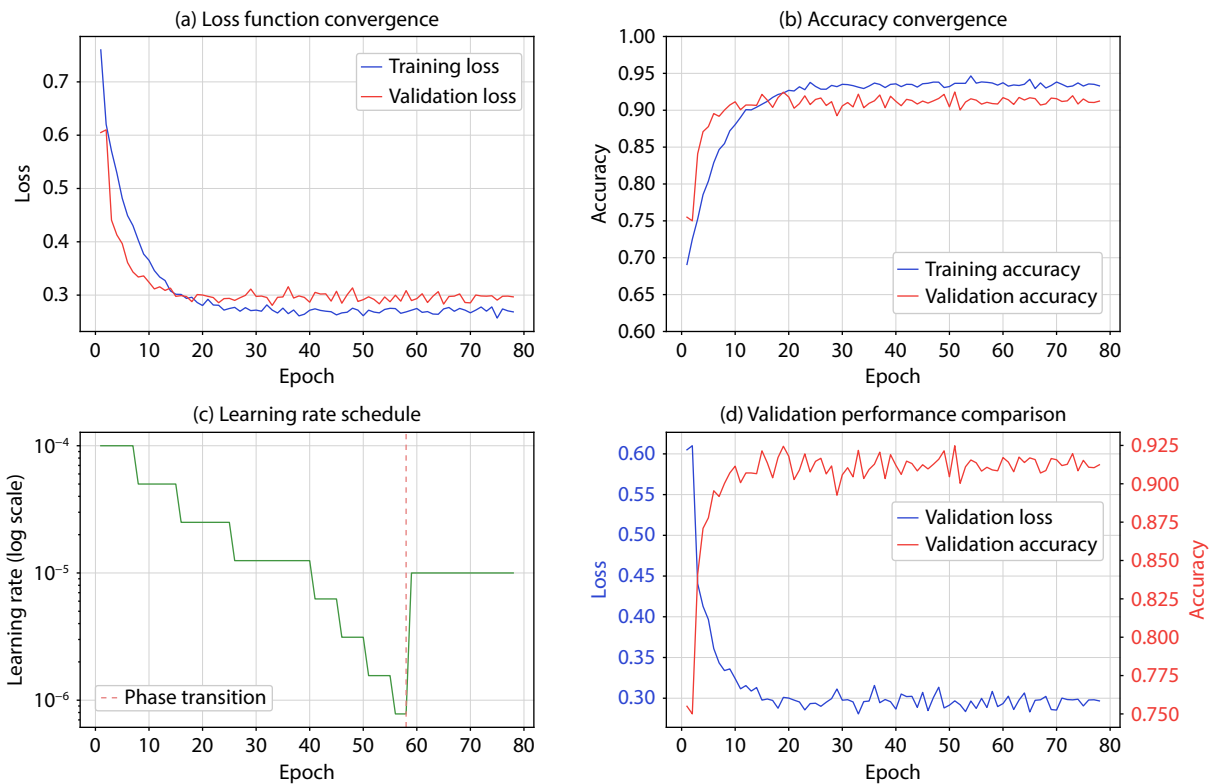 (a) Loss function convergence
0.7
0.6
0.5
0.4
0.3
Loss
Training loss
Validation loss
0 10 20 30 40 50 60 70 80
Epoch
(b) Accuracy convergence
1.00
0.95
0.90
0.85
0.80
0.75
0.70
0.65
0.60
Accuracy
Training accuracy
Validation accuracy
0 10 20 30 40 50 60 70 80
Epoch
(c) Learning rate schedule
10⁻⁴
10⁻⁵
10⁻⁶
Learning rate (log scale)
Phase transition
0 10 20 30 40 50 60 70 80
Epoch
(d) Validation performance comparison
0.60
0.55
0.50
0.45
0.40
0.35
0.30
Loss
Validation loss
Validation accuracy
0.925
0.900
0.875
0.850
0.825
0.800
0.775
0.750
Accuracy
0 10 20 30 40 50 60 70 80
Epoch